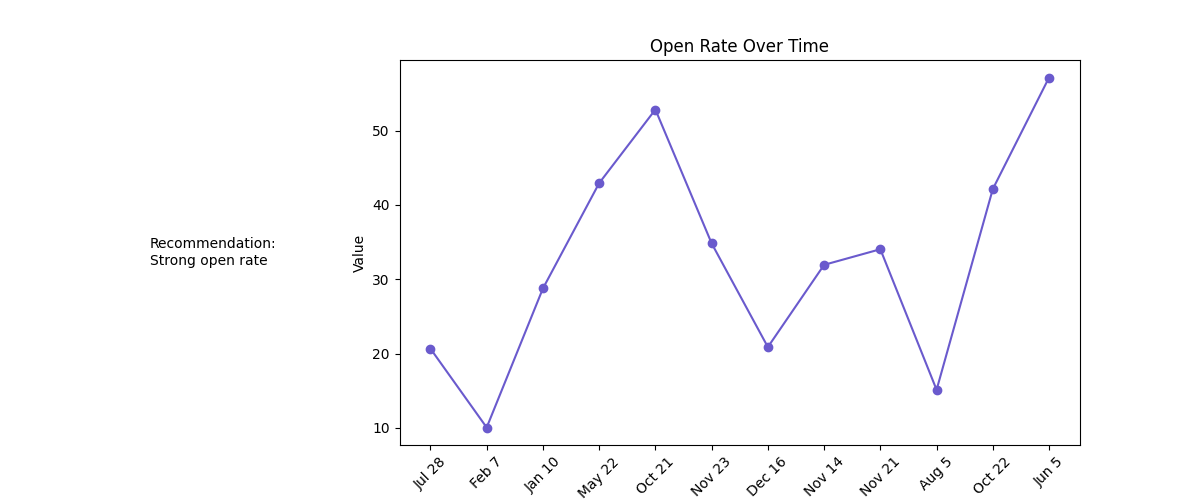 Open Rate Over Time
Recommendation:
Strong open rate
Value
50
40
30
20
10
Jul 28
Feb 7
Jan 10
May 22
Oct 21
Nov 23
Dec 16
Nov 14
Nov 21
Aug 5
Oct 22
Jun 5